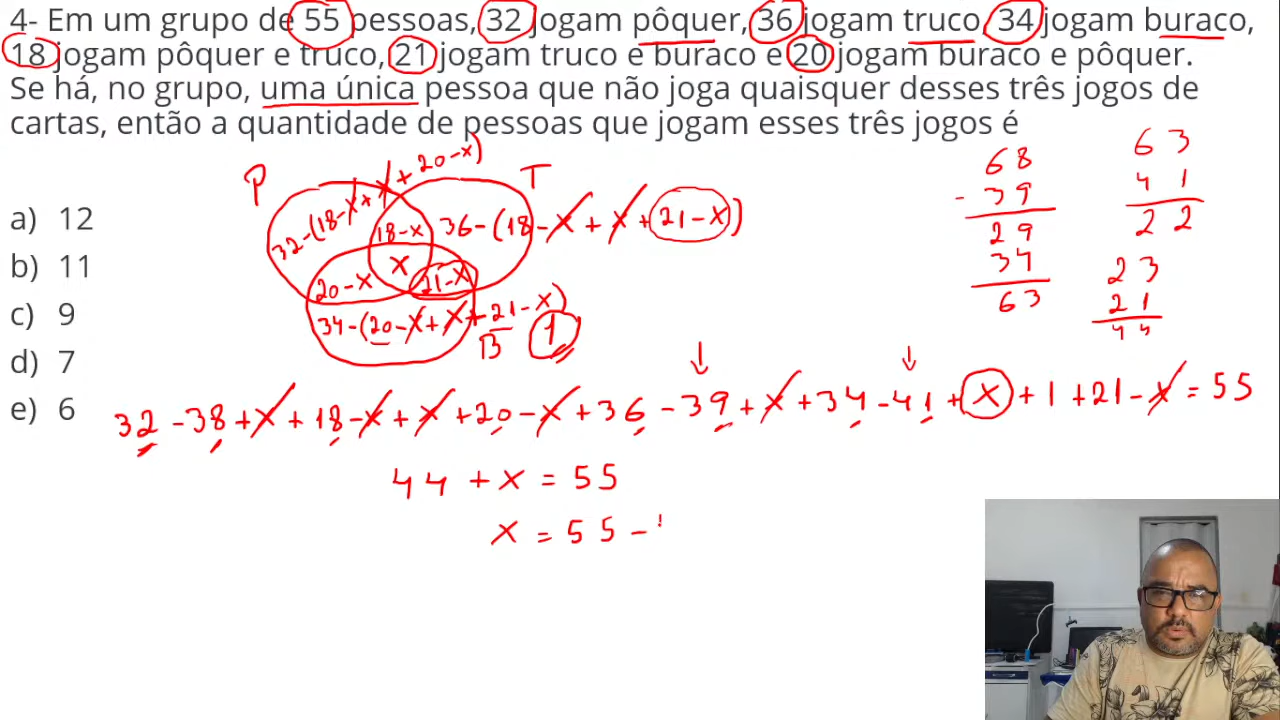 4- Em um grupo de 55 pessoas, 32 jogam pôquer, 36 jogam truco, 34 jogam buraco,
18 jogam pôquer e truco, 21 jogam truco e buraco e 20 jogam buraco e pôquer.
Se há, no grupo, uma única pessoa que não joga quaisquer desses três jogos de
cartas, então a quantidade de pessoas que jogam esses três jogos é
a) 12
b) 11
c) 9
d) 7
e) 6
P
T
32-(18-x+x+20-x)
18-x
36-(18-x+x+21-x))
x
20-x
21-x
34-(20-x+x+21-x)
B
1
68
- 39
29
34
63
63
41
22
23
21
44
32 - 38 + x + 18 - x + x + 20 - x + 36 - 39 + x + 34 - 41 + x + 1 + 21 - x = 55
44 + x = 55
x = 55 -